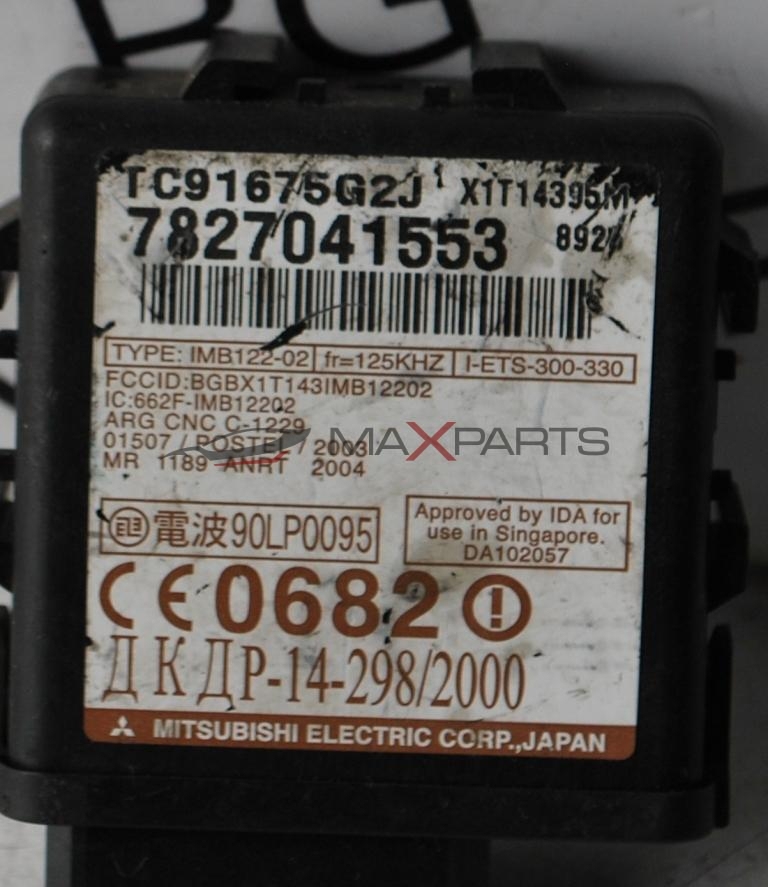 BG
TC91675G2J X1T14395M
7827041553 892
TYPE: IMB122-02 fr=125KHZ I-ETS-300-330
FCCID:BGBX1T143IMB12202
IC:662F-IMB12202
ARG CNC C-1229
01507 / POSTEL / 2003
MR 1189 ANRT 2004
MAXPARTS
電波90LP0095
Approved by IDA for
use in Singapore.
DA102057
CE0682
ДКДР-14-298/2000
MITSUBISHI ELECTRIC CORP.,JAPAN